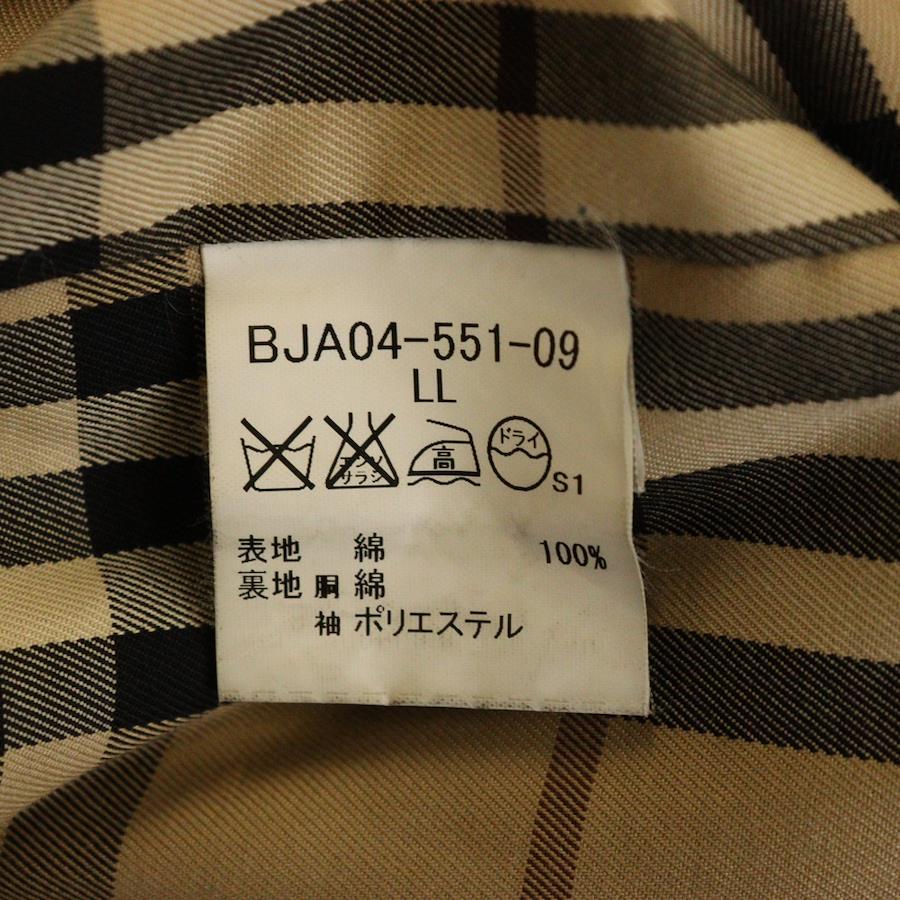 BJA04-551-09
LL
エンソ
サラシ
高
ドライ
S1
表地 綿 100%
裏地 胴 綿
袖 ポリエステル